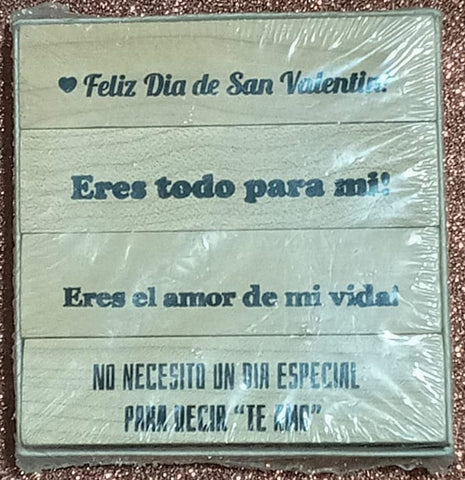 ♥ Feliz Dia de San Valentin!
Eres todo para mi!
Eres el amor de mi vida!
NO NECESITO UN DIA ESPECIAL
PARA DECIR "TE AMO"